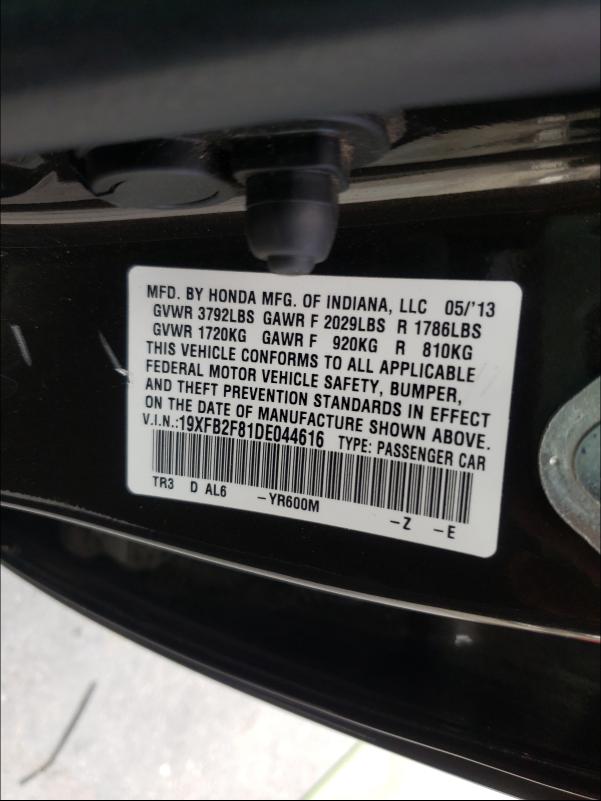 MFD. BY HONDA MFG. OF INDIANA, LLC 05/'13
GVWR 3792LBS GAWR F 2029LBS R 1786LBS
GVWR 1720KG GAWR F 920KG R 810KG
THIS VEHICLE CONFORMS TO ALL APPLICABLE
FEDERAL MOTOR VEHICLE SAFETY, BUMPER,
AND THEFT PREVENTION STANDARDS IN EFFECT
ON THE DATE OF MANUFACTURE SHOWN ABOVE.
V.I.N.:19XFB2F81DE044616 TYPE: PASSENGER CAR
TR3 D AL6 -YR600M -Z -E